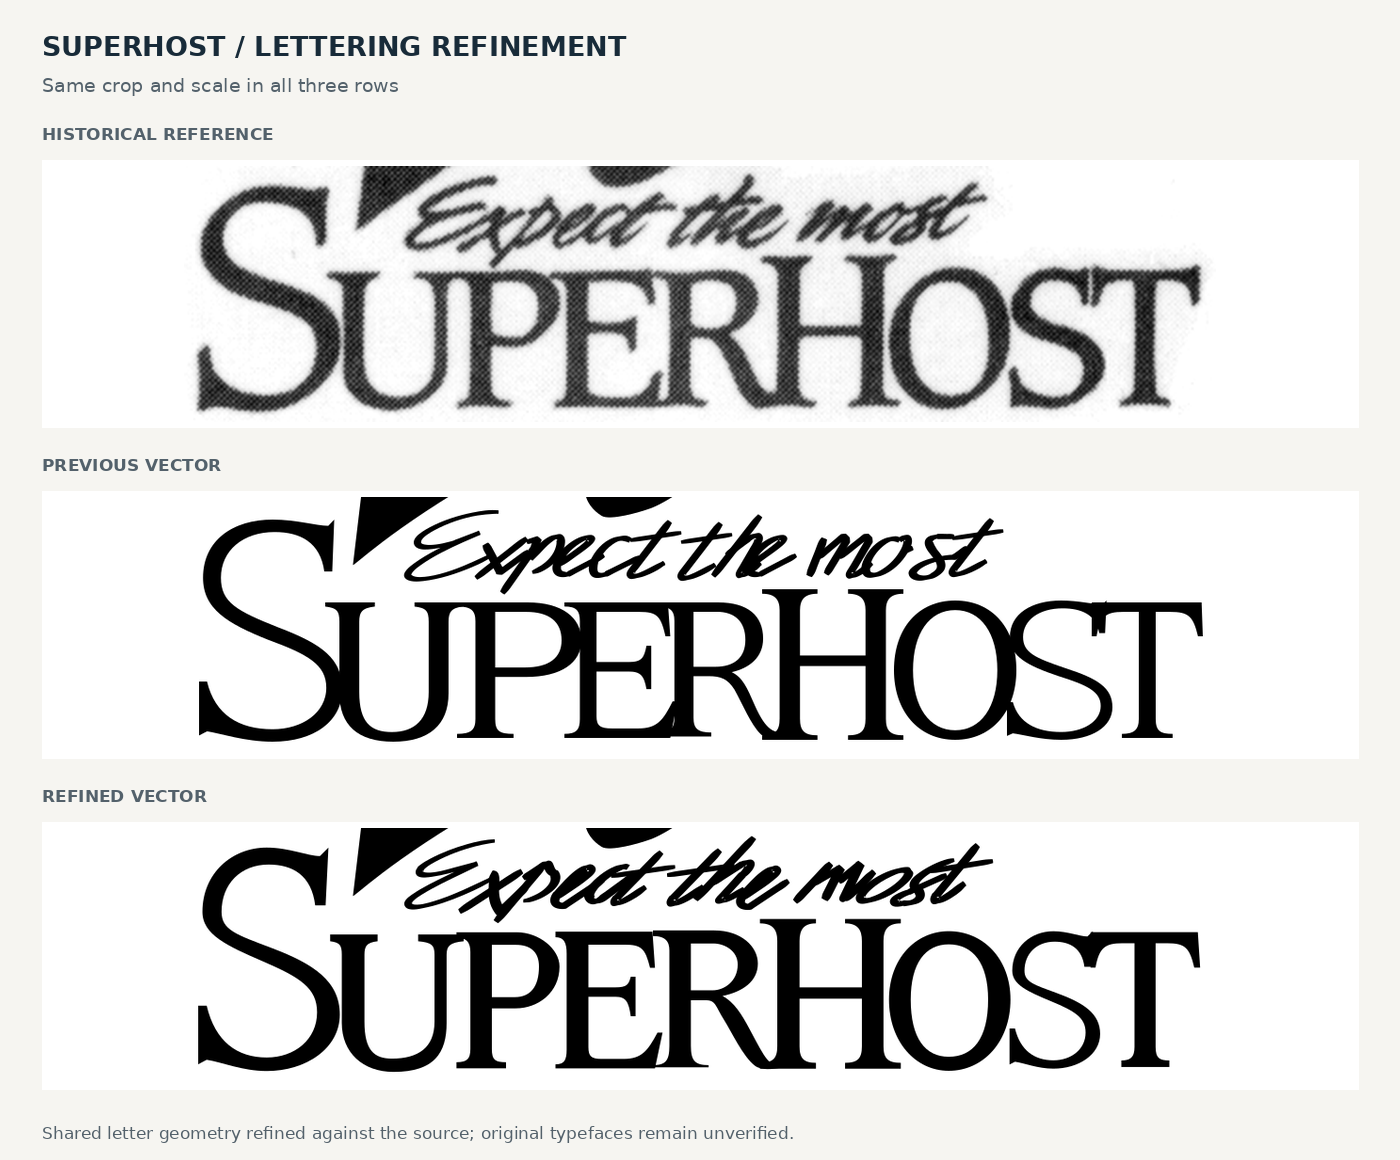 SUPERHOST / LETTERING REFINEMENT
Same crop and scale in all three rows
HISTORICAL REFERENCE
Expect the most
SUPERHOST
PREVIOUS VECTOR
Expect the most
SUPERHOST
REFINED VECTOR
Expect the most
SUPERHOST
Shared letter geometry refined against the source; original typefaces remain unverified.